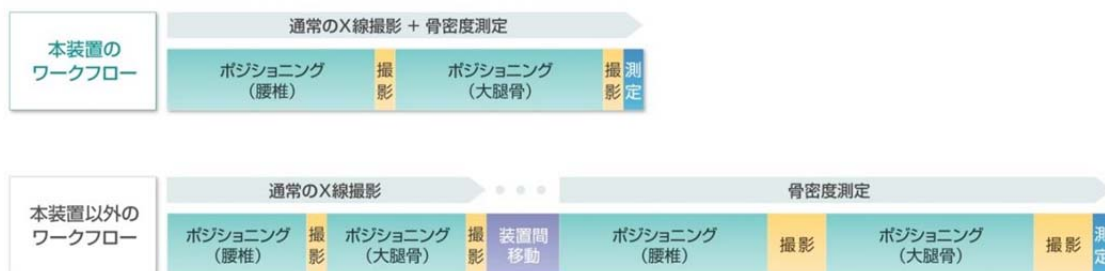 通常のX線撮影 + 骨密度測定
本装置の
ワークフロー
ポジショニング
（腰椎）
撮
影
ポジショニング
（大腿骨）
撮
影
測
定
通常のX線撮影
骨密度測定
本装置以外の
ワークフロー
ポジショニング
（腰椎）
撮
影
ポジショニング
（大腿骨）
撮
影
装置間
移動
ポジショニング
（腰椎）
撮影
ポジショニング
（大腿骨）
撮影
測
定